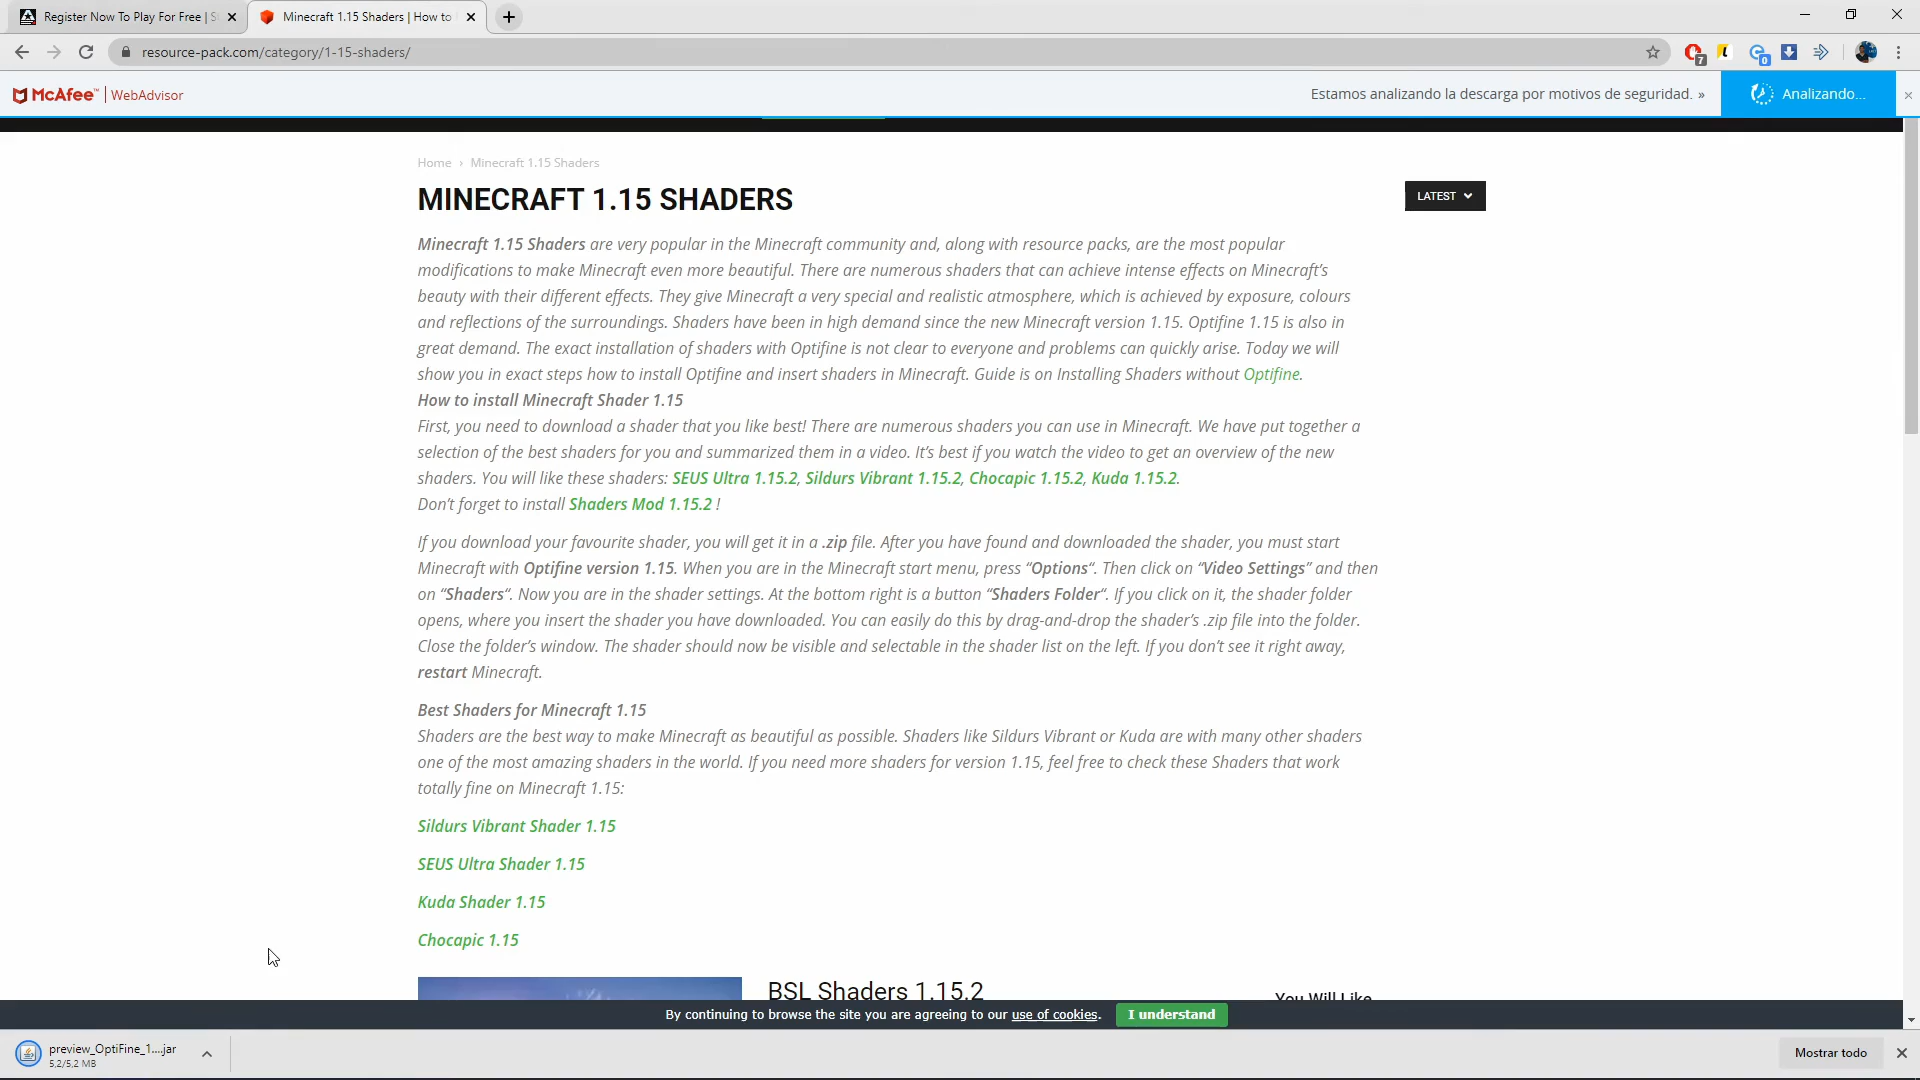 Register Now To Play For Free | S
Minecraft 1.15 Shaders | How to
resource-pack.com/category/1-15-shaders/
7
0
McAfee™ | WebAdvisor
Estamos analizando la descarga por motivos de seguridad. »
Analizando...
Home › Minecraft 1.15 Shaders
MINECRAFT 1.15 SHADERS
LATEST
Minecraft 1.15 Shaders are very popular in the Minecraft community and, along with resource packs, are the most popular
modifications to make Minecraft even more beautiful. There are numerous shaders that can achieve intense effects on Minecraft’s
beauty with their different effects. They give Minecraft a very special and realistic atmosphere, which is achieved by exposure, colours
and reflections of the surroundings. Shaders have been in high demand since the new Minecraft version 1.15. Optifine 1.15 is also in
great demand. The exact installation of shaders with Optifine is not clear to everyone and problems can quickly arise. Today we will
show you in exact steps how to install Optifine and insert shaders in Minecraft. Guide is on Installing Shaders without Optifine.
How to install Minecraft Shader 1.15
First, you need to download a shader that you like best! There are numerous shaders you can use in Minecraft. We have put together a
selection of the best shaders for you and summarized them in a video. It’s best if you watch the video to get an overview of the new
shaders. You will like these shaders: SEUS Ultra 1.15.2, Sildurs Vibrant 1.15.2, Chocapic 1.15.2, Kuda 1.15.2.
Don’t forget to install Shaders Mod 1.15.2 !
If you download your favourite shader, you will get it in a .zip file. After you have found and downloaded the shader, you must start
Minecraft with Optifine version 1.15. When you are in the Minecraft start menu, press “Options“. Then click on “Video Settings” and then
on “Shaders“. Now you are in the shader settings. At the bottom right is a button “Shaders Folder“. If you click on it, the shader folder
opens, where you insert the shader you have downloaded. You can easily do this by drag-and-drop the shader’s .zip file into the folder.
Close the folder’s window. The shader should now be visible and selectable in the shader list on the left. If you don’t see it right away,
restart Minecraft.
Best Shaders for Minecraft 1.15
Shaders are the best way to make Minecraft as beautiful as possible. Shaders like Sildurs Vibrant or Kuda are with many other shaders
one of the most amazing shaders in the world. If you need more shaders for version 1.15, feel free to check these Shaders that work
totally fine on Minecraft 1.15:
Sildurs Vibrant Shader 1.15
SEUS Ultra Shader 1.15
Kuda Shader 1.15
Chocapic 1.15
BSL Shaders 1.15.2
You Will Like
By continuing to browse the site you are agreeing to our use of cookies.
I understand
preview_OptiFine_1....jar
5,2/5,2 MB
Mostrar todo